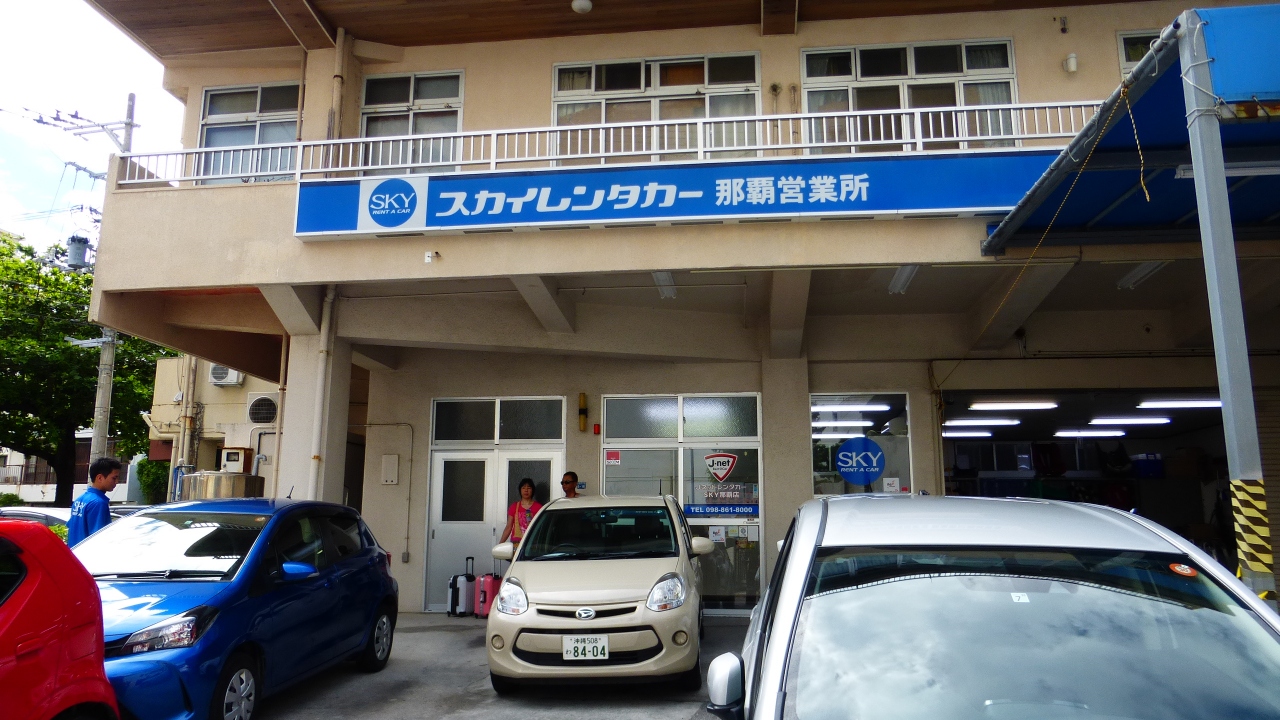 SKY
RENT A CAR
スカイレンタカー 那覇営業所
J-net
SKY那覇店
TEL 098-861-8000
SKY
RENT A CAR
沖縄 508
わ 84-04